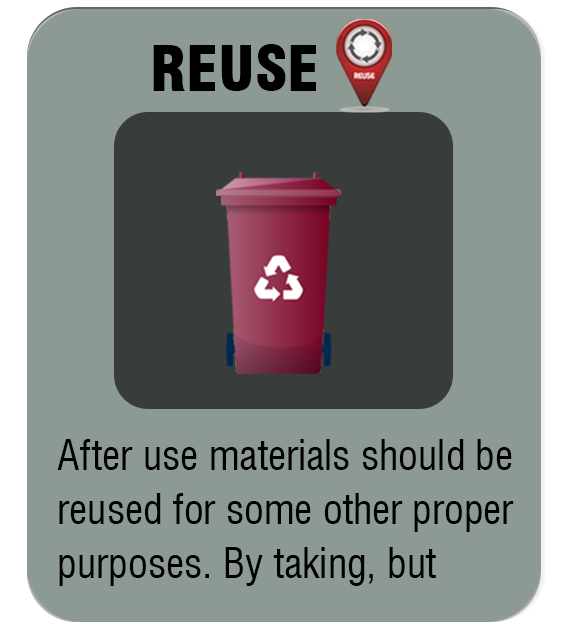 REUSE
REUSE
After use materials should be
reused for some other proper
purposes. By taking, but